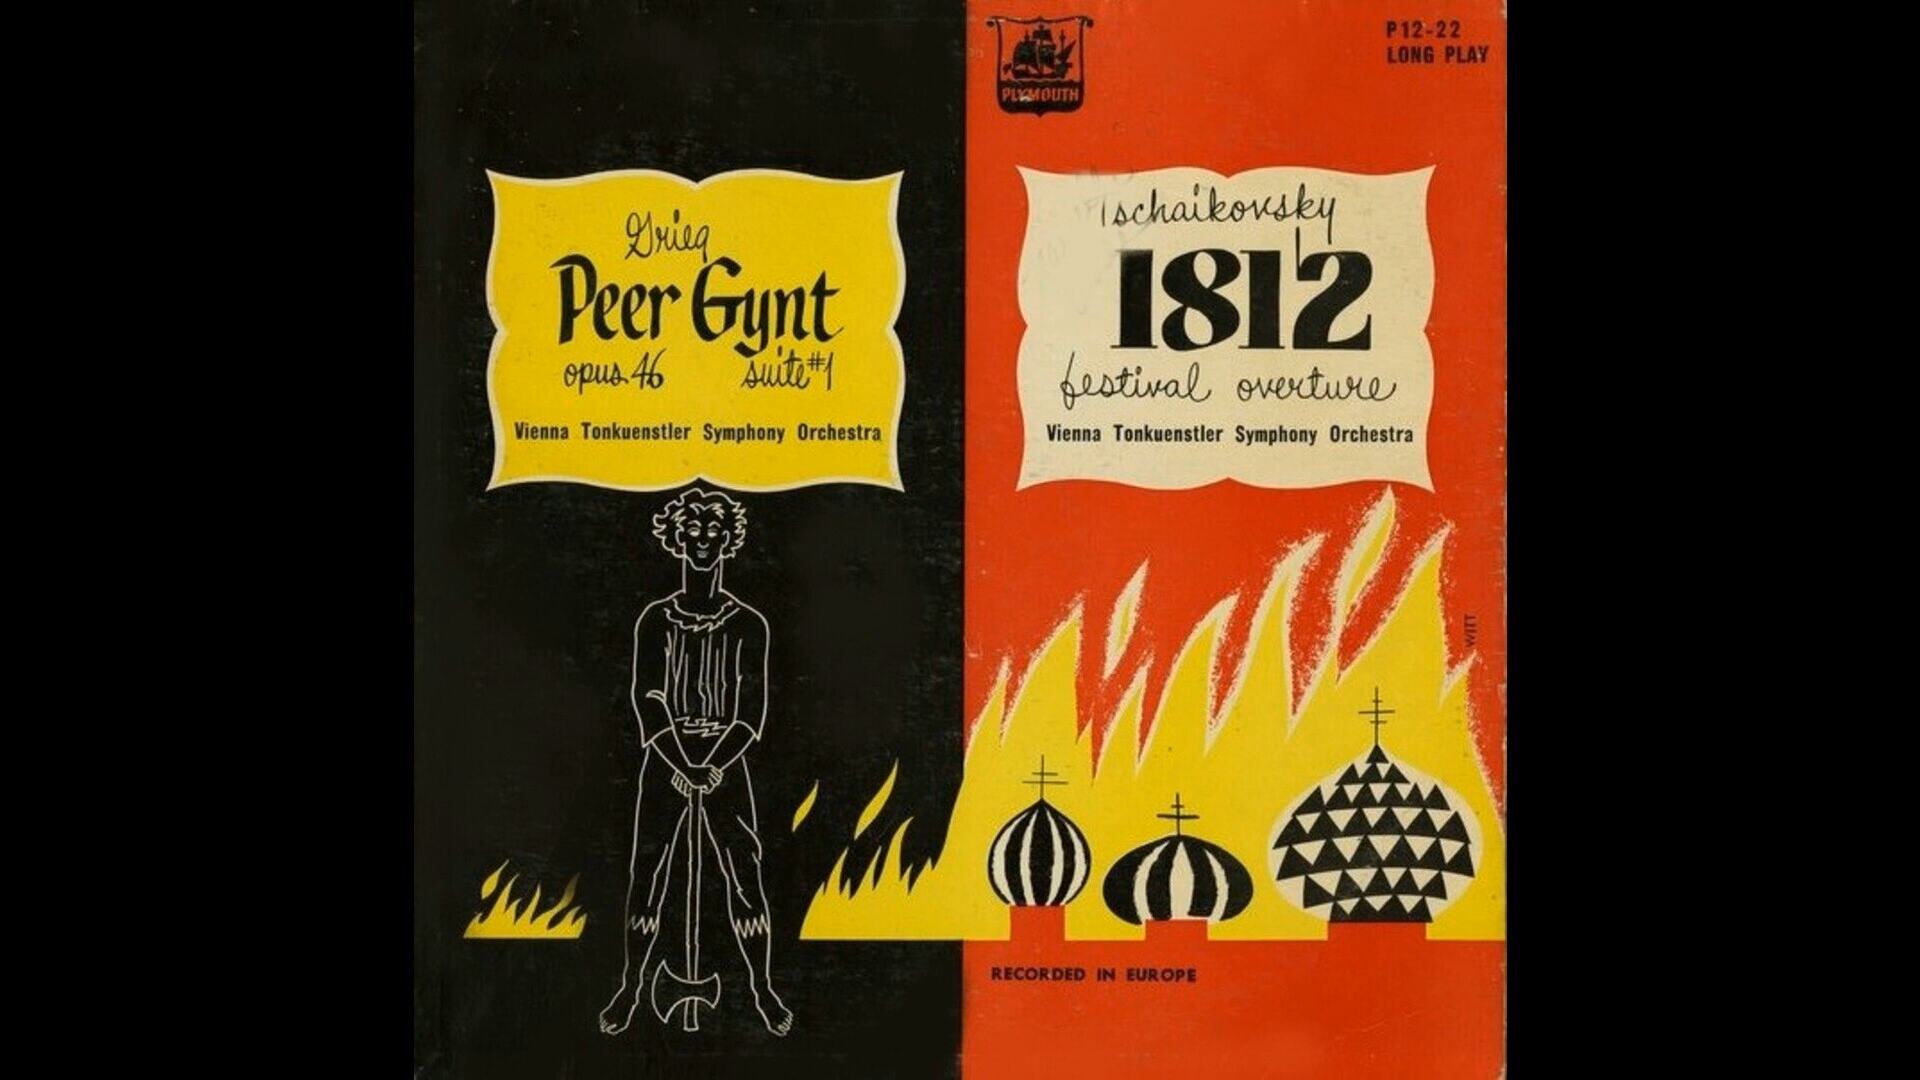 PLYMOUTH
P12-22
LONG PLAY
Grieg
Peer Gynt
opus 46 suite #1
Vienna Tonkuenstler Symphony Orchestra
Tschaikovsky
1812
festival overture
Vienna Tonkuenstler Symphony Orchestra
WITT
RECORDED IN EUROPE